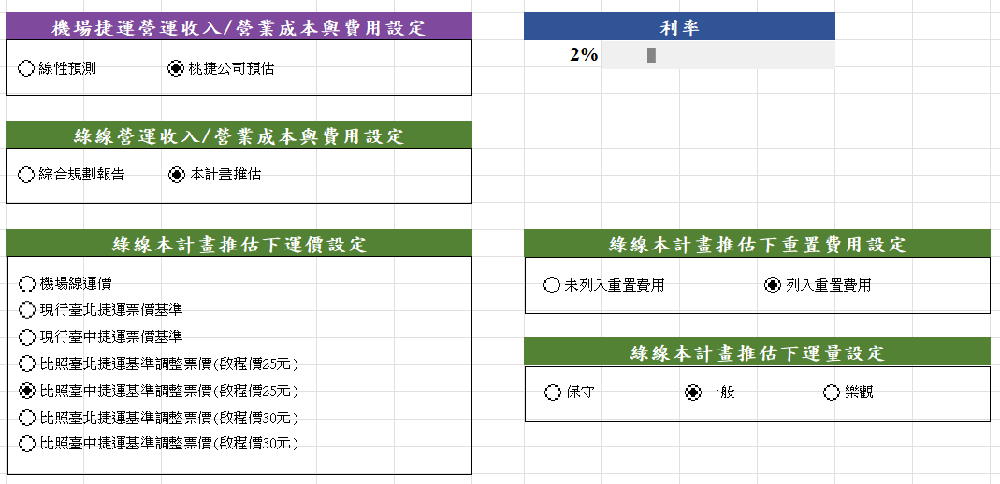 機場捷運營運收入/營業成本與費用設定
線性預測 桃捷公司預估
利率
2%
綠線營運收入/營業成本與費用設定
綜合規劃報告 本計畫推估
綠線本計畫推估下運價設定
機場線運價
現行臺北捷運票價基準
現行臺中捷運票價基準
比照臺北捷運基準調整票價(啟程價25元)
比照臺中捷運基準調整票價(啟程價25元)
比照臺北捷運基準調整票價(啟程價30元)
比照臺中捷運基準調整票價(啟程價30元)
綠線本計畫推估下重置費用設定
未列入重置費用 列入重置費用
綠線本計畫推估下運量設定
保守 一般 樂觀